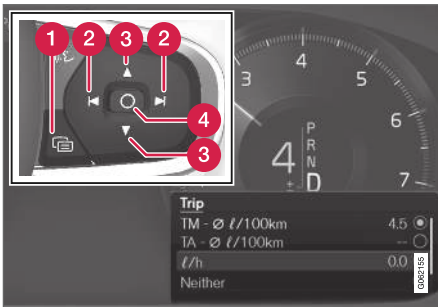 1
2
3
2
4
3
3
4
5
6
7
4
P
R
N
± D
Trip
TM - Ø ℓ/100km 4.5
TA - Ø ℓ/100km --
ℓ/h 0.0
Neither
G062155